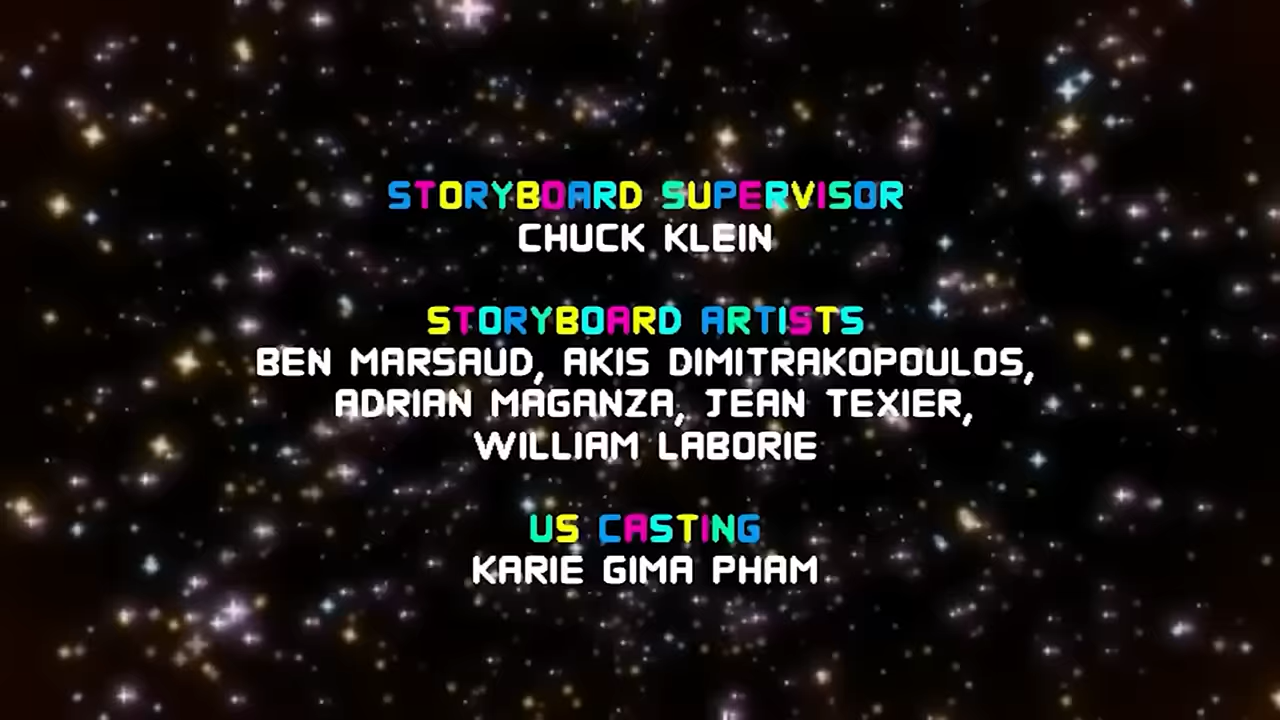 STORYBOARD SUPERVISOR
CHUCK KLEIN
STORYBOARD ARTISTS
BEN MARSAUD, AKIS DIMITRAKOPOULOS,
ADRIAN MAGANZA, JEAN TEXIER,
WILLIAM LABORIE
US CASTING
KARIE GIMA PHAM